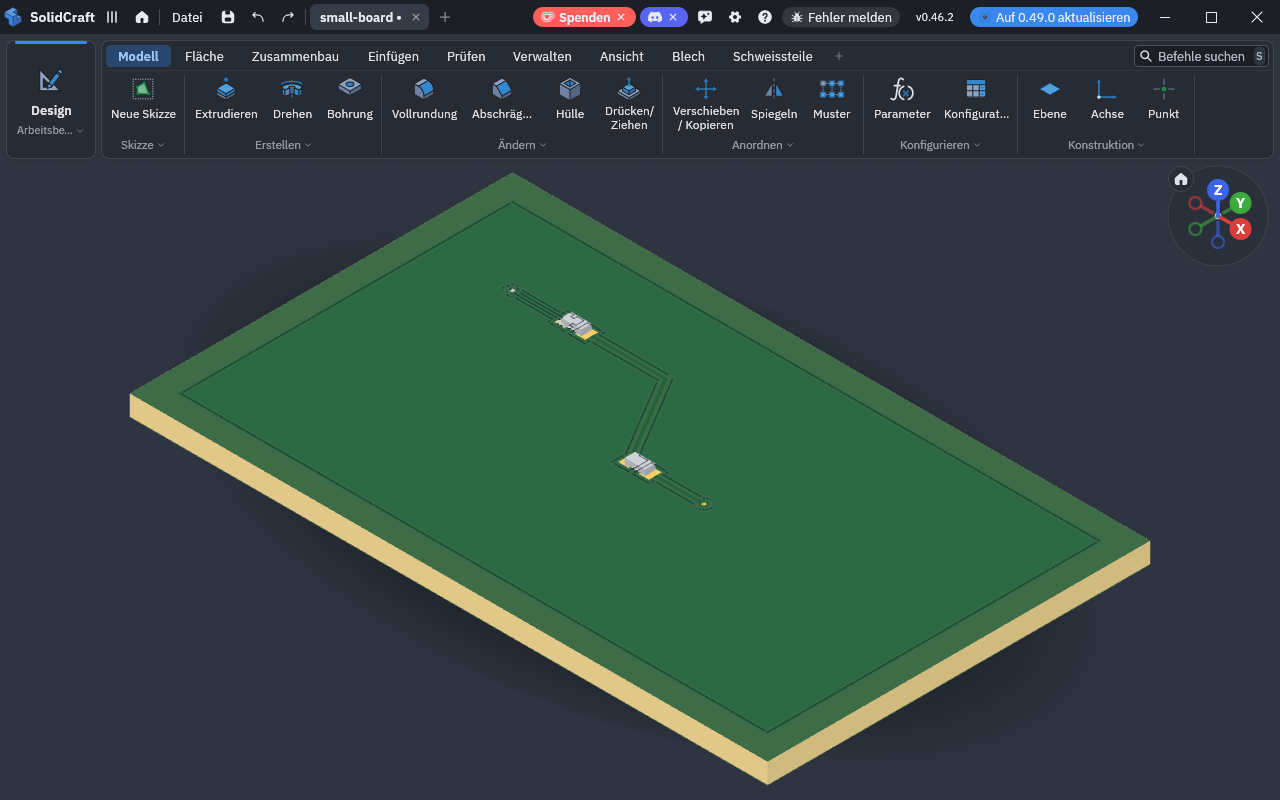 SolidCraft
Datei
small-board •
Spenden
Fehler melden
v0.46.2
Auf 0.49.0 aktualisieren
Design
Arbeitsbe...
Modell
Fläche
Zusammenbau
Einfügen
Prüfen
Verwalten
Ansicht
Blech
Schweissteile
Befehle suchen
S
Neue Skizze
Extrudieren
Drehen
Bohrung
Vollrundung
Abschräg...
Hülle
Drücken/
Ziehen
Verschieben
/ Kopieren
Spiegeln
Muster
Parameter
Konfigurat...
Ebene
Achse
Punkt
Skizze
Erstellen
Ändern
Anordnen
Konfigurieren
Konstruktion
Z
Y
X